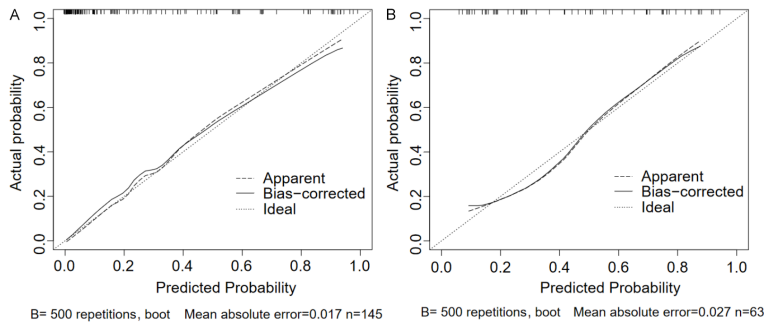 A
Actual probability
1.0
0.8
0.6
0.4
0.2
0.0
Apparent
Bias-corrected
Ideal
0.0 0.2 0.4 0.6 0.8 1.0
Predicted Probability
B= 500 repetitions, boot Mean absolute error=0.017 n=145
B
Actual probability
1.0
0.8
0.6
0.4
0.2
0.0
Apparent
Bias-corrected
Ideal
0.0 0.2 0.4 0.6 0.8 1.0
Predicted Probability
B= 500 repetitions, boot Mean absolute error=0.027 n=63